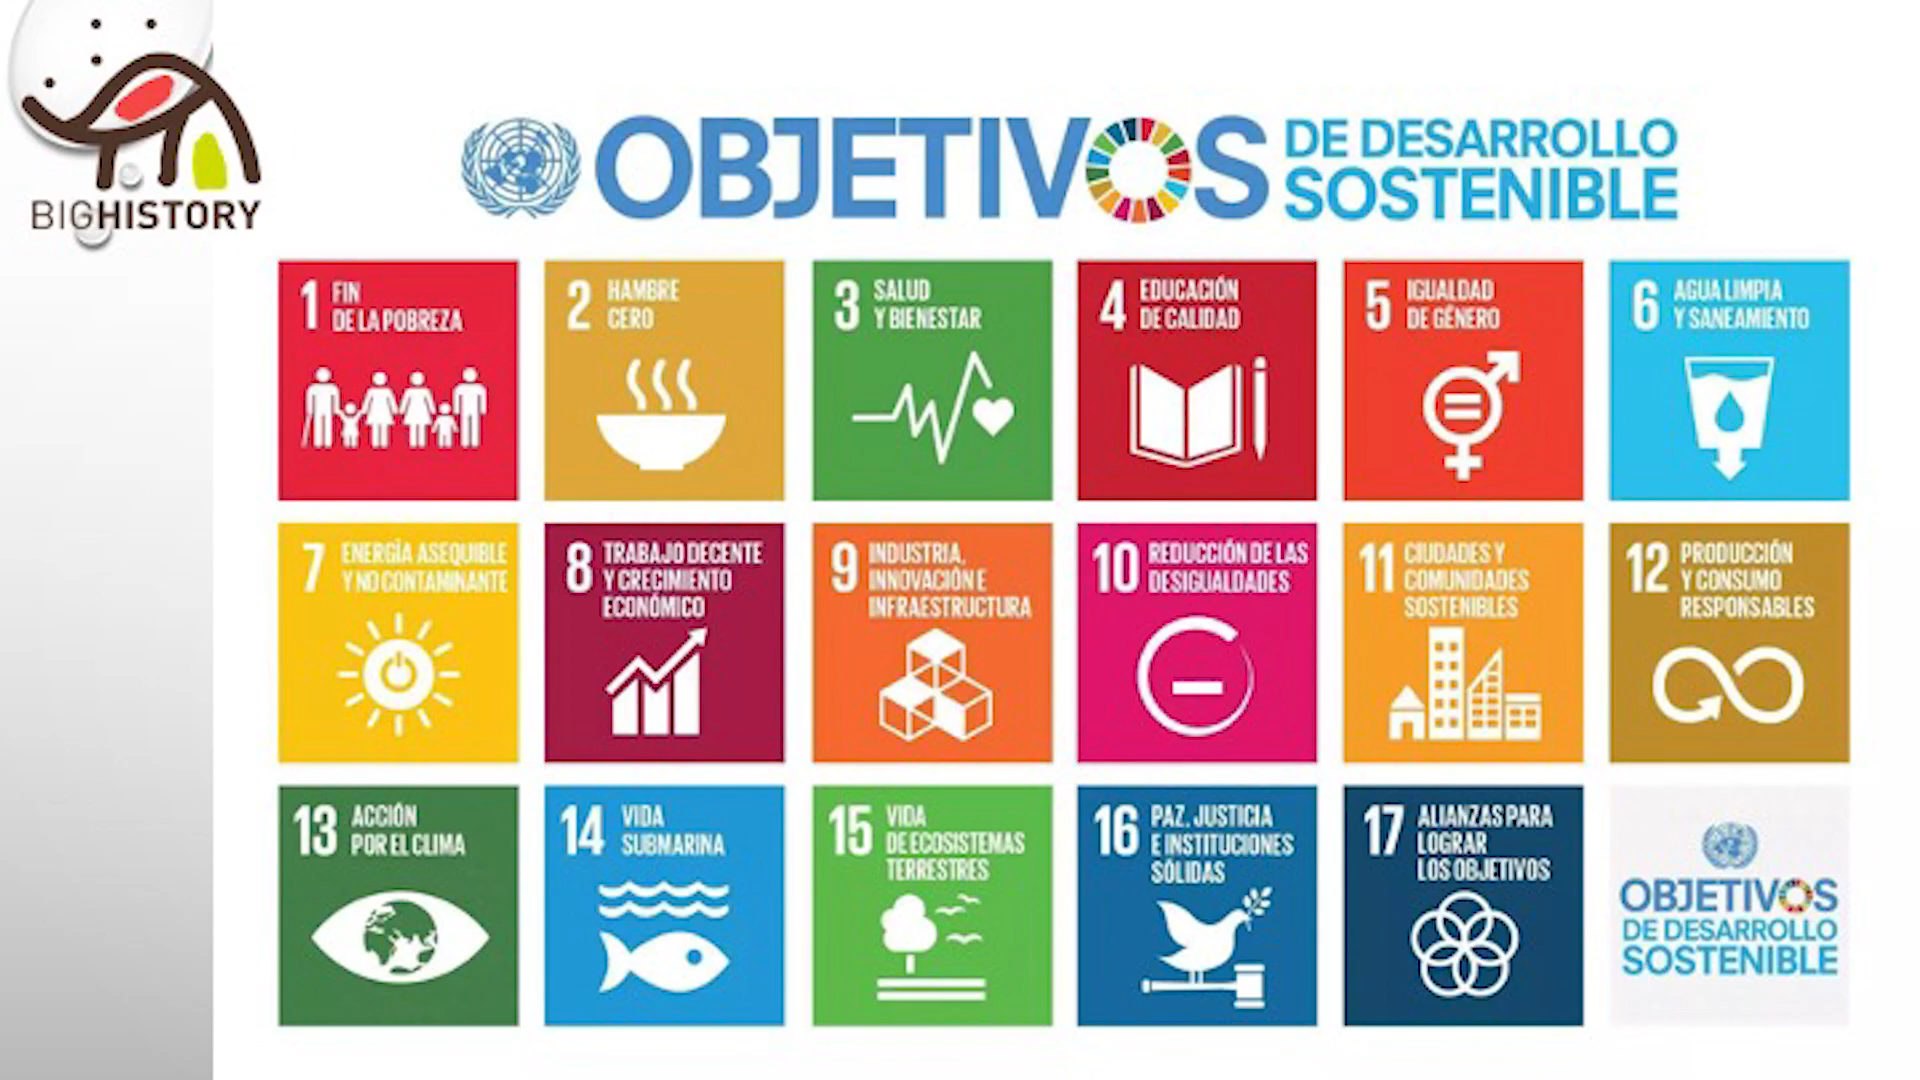 BIGHISTORY
OBJETIVOS
DE DESARROLLO
SOSTENIBLE
1 FIN
DE LA POBREZA
2 HAMBRE
CERO
3 SALUD
Y BIENESTAR
4 EDUCACIÓN
DE CALIDAD
5 IGUALDAD
DE GÉNERO
6 AGUA LIMPIA
Y SANEAMIENTO
7 ENERGÍA ASEQUIBLE
Y NO CONTAMINANTE
8 TRABAJO DECENTE
Y CRECIMIENTO
ECONÓMICO
9 INDUSTRIA,
INNOVACIÓN E
INFRAESTRUCTURA
10 REDUCCIÓN DE LAS
DESIGUALDADES
11 CIUDADES Y
COMUNIDADES
SOSTENIBLES
12 PRODUCCIÓN
Y CONSUMO
RESPONSABLES
13 ACCIÓN
POR EL CLIMA
14 VIDA
SUBMARINA
15 VIDA
DE ECOSISTEMAS
TERRESTRES
16 PAZ, JUSTICIA
E INSTITUCIONES
SÓLIDAS
17 ALIANZAS PARA
LOGRAR
LOS OBJETIVOS
OBJETIVOS
DE DESARROLLO
SOSTENIBLE